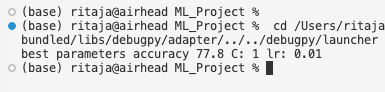 (base) ritaja@airhead ML_Project %
(base) ritaja@airhead ML_Project % cd /Users/ritaja
bundled/libs/debugpy/adapter/../../debugpy/launcher
best parameters accuracy 77.8 C: 1 lr: 0.01
(base) ritaja@airhead ML_Project %